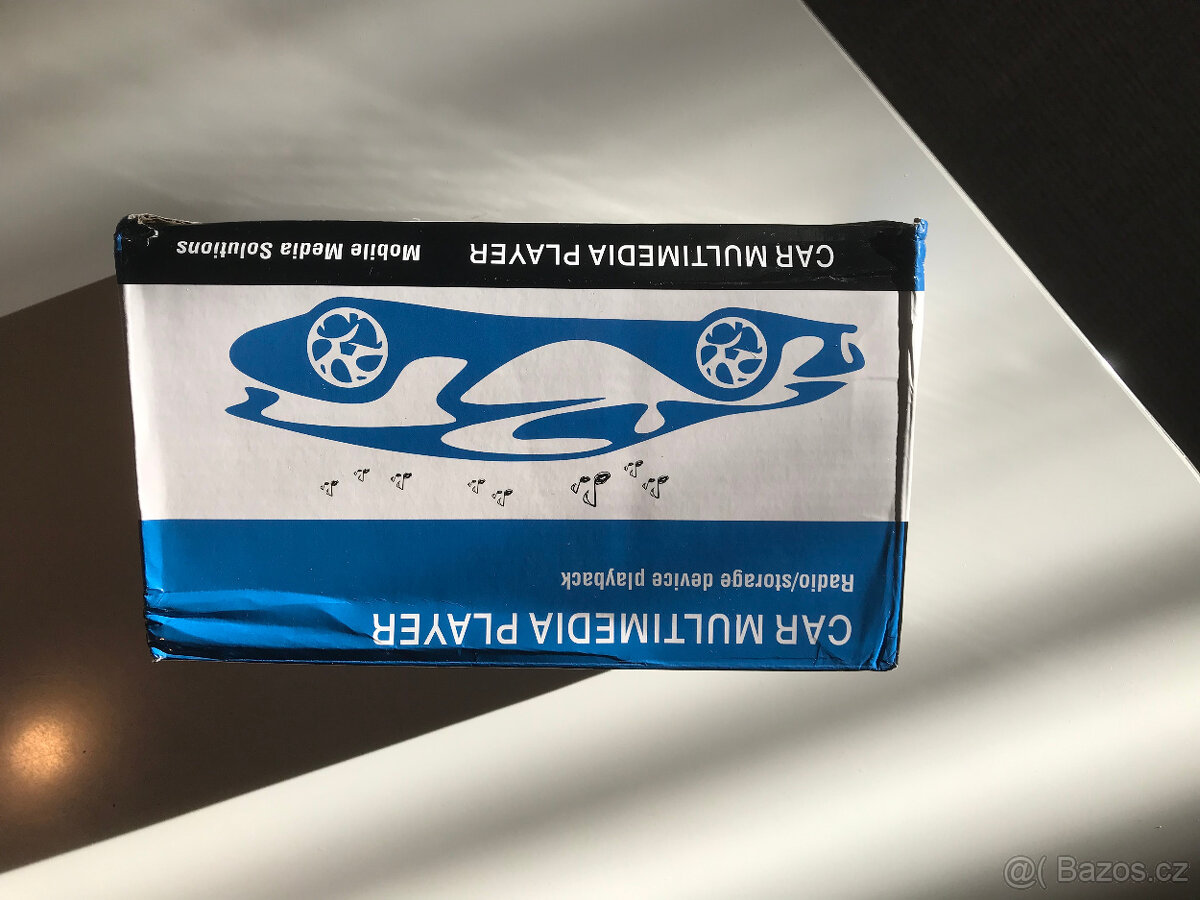 CAR MULTIMEDIA PLAYER
Radio/storage device playback
CAR MULTIMEDIA PLAYER Mobile Media Solutions
@( Bazos.cz